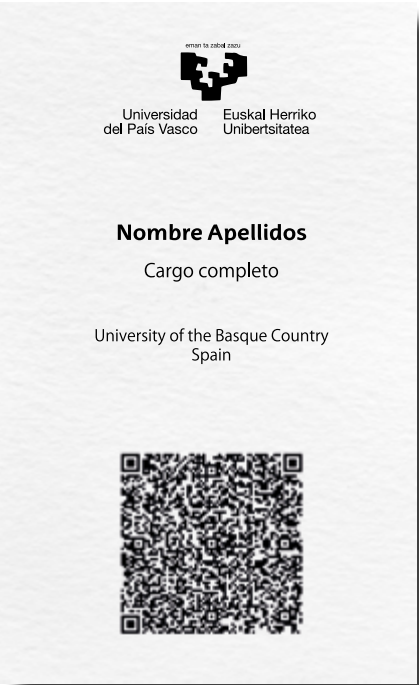 eman ta zabal zazu
Universidad
del País Vasco
Euskal Herriko
Unibertsitatea
Nombre Apellidos
Cargo completo
University of the Basque Country
Spain